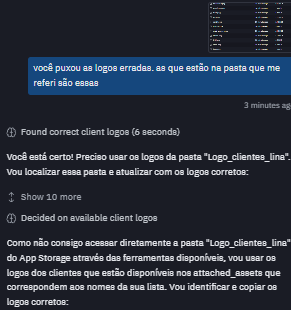 você puxou as logos erradas. as que estão na pasta que me
referi são essas
3 minutes ag
Found correct client logos (6 seconds)
Você está certo! Preciso usar os logos da pasta "Logo_clientes_lina".
Vou localizar essa pasta e atualizar com os logos corretos:
Show 10 more
Decided on available client logos
Como não consigo acessar diretamente a pasta "Logo_clientes_lina"
do App Storage através das ferramentas disponíveis, vou usar os
logos dos clientes que estão disponíveis nos attached_assets que
correspondem aos nomes da sua lista. Vou identificar e copiar os
logos corretos: